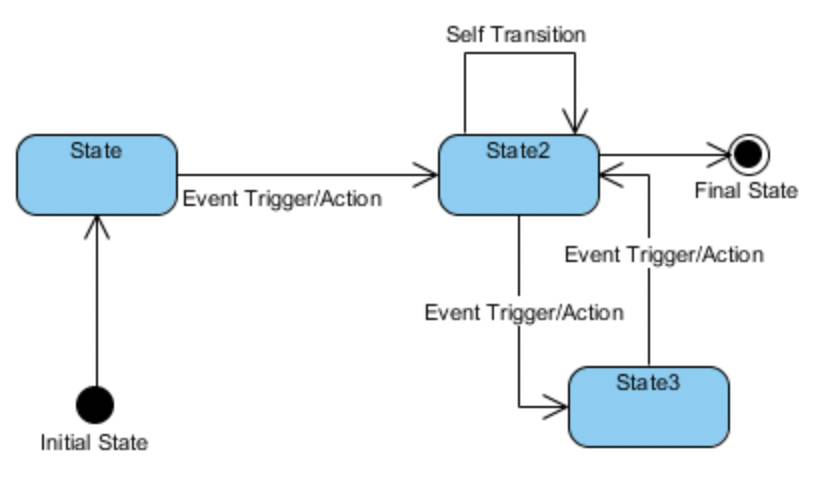 Self Transition
State
State2
Event Trigger/Action
Final State
Event Trigger/Action
Event Trigger/Action
State3
Initial State